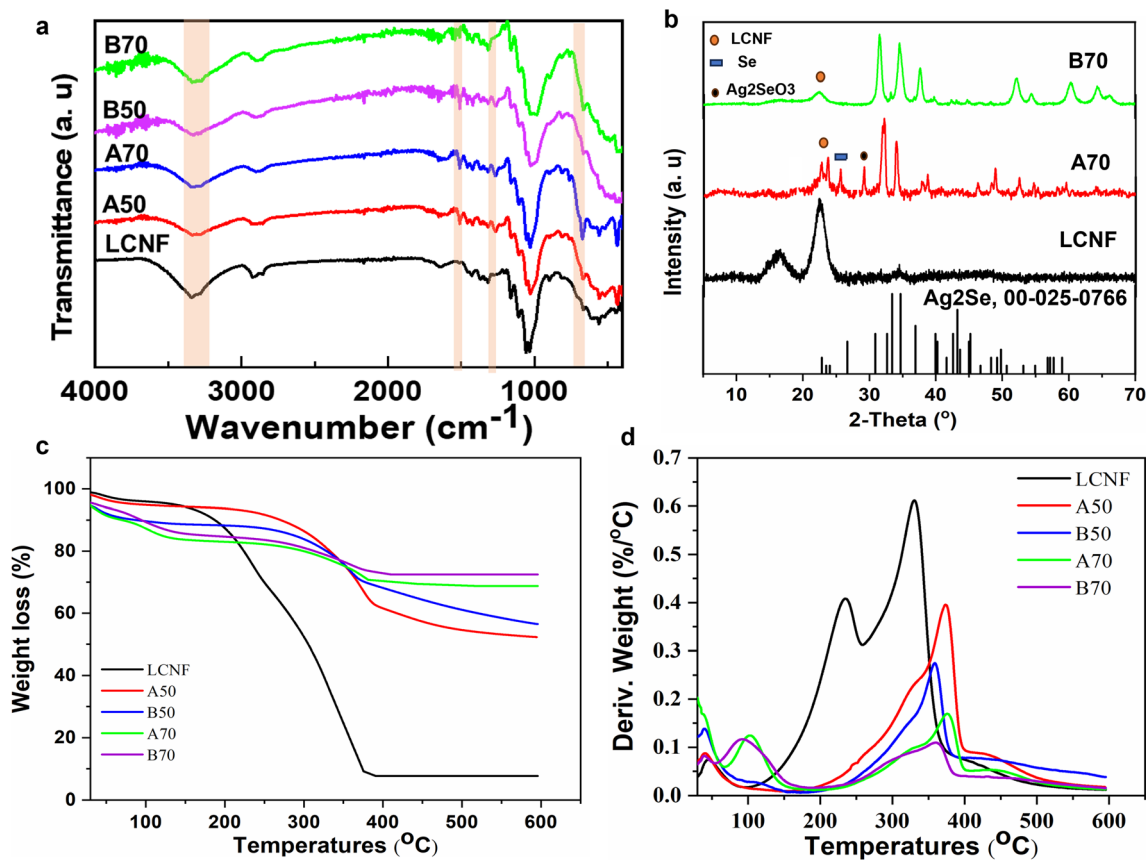 a
B70
B50
A70
A50
LCNF
Transmittance (a. u)
4000 3000 2000 1000
Wavenumber (cm-1)
b
LCNF
Se
Ag2SeO3
B70
A70
LCNF
Ag2Se, 00-025-0766
Intensity (a. u)
10 20 30 40 50 60 70
2-Theta (o)
c
100
80
60
40
20
0
Weight loss (%)
LCNF
A50
B50
A70
B70
100 200 300 400 500 600
Temperatures (oC)
d
0.7
0.6
0.5
0.4
0.3
0.2
0.1
0.0
Deriv. Weight (%/oC)
LCNF
A50
B50
A70
B70
100 200 300 400 500 600
Temperatures (oC)